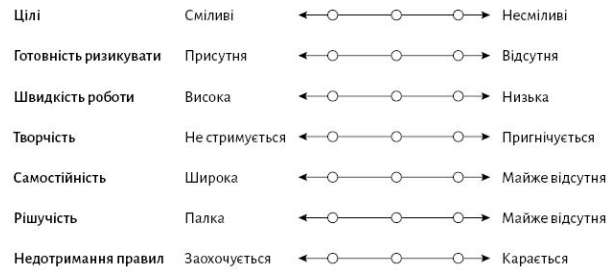 Цілі Сміливі Несміливі
Готовність ризикувати Присутня Відсутня
Швидкість роботи Висока Низька
Творчість Не стримується Пригнічується
Самостійність Широка Майже відсутня
Рішучість Палка Майже відсутня
Недотримання правил Заохочується Карається